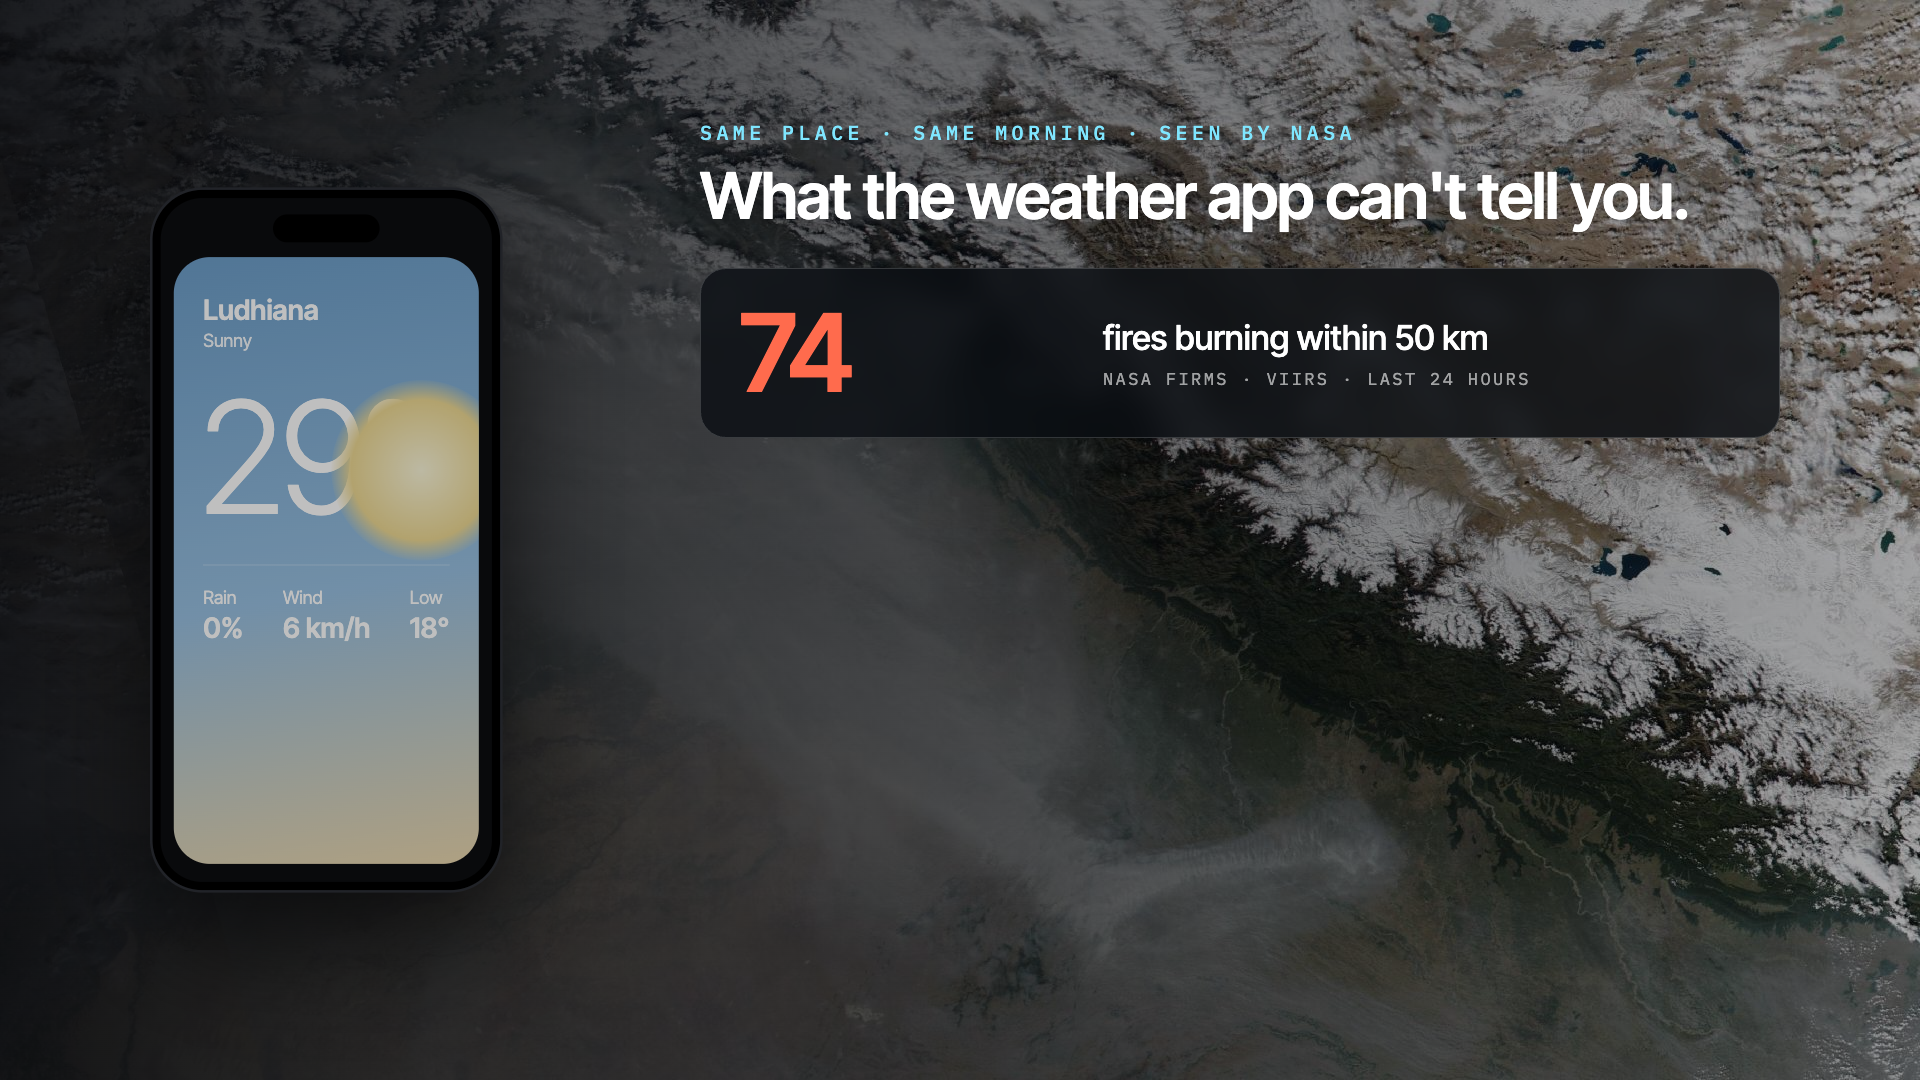 SAME PLACE · SAME MORNING · SEEN BY NASA
What the weather app can't tell you.
74
fires burning within 50 km
NASA FIRMS · VIIRS · LAST 24 HOURS
Ludhiana
Sunny
29°
Rain Wind Low
0% 6 km/h 18°